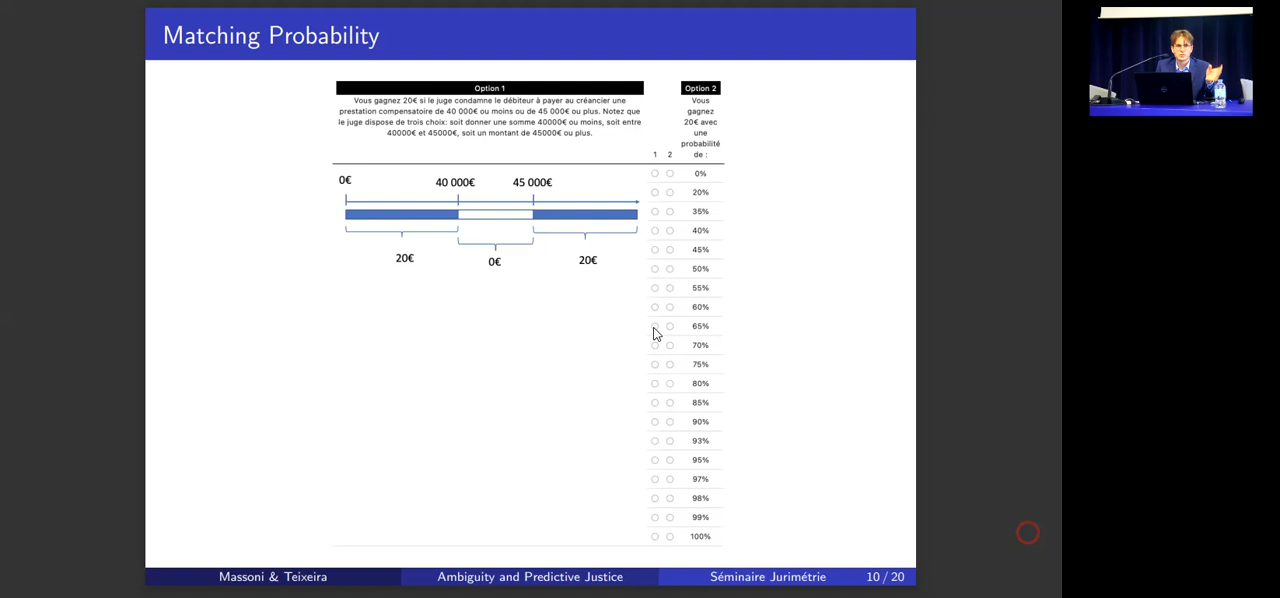 Matching Probability
Option 1
Vous gagnez 20€ si le juge condamne le débiteur à payer au créancier une
prestation compensatoire de 40 000€ ou moins ou de 45 000€ ou plus. Notez que
le juge dispose de trois choix: soit donner une somme 40000€ ou moins, soit entre
40000€ et 45000€, soit un montant de 45000€ ou plus.
Option 2
Vous
gagnez
20€ avec
une
probabilité
de :
1 2
0€ 40 000€ 45 000€
20€ 0€ 20€
0%
20%
35%
40%
45%
50%
55%
60%
65%
70%
75%
80%
85%
90%
93%
95%
97%
98%
99%
100%
Massoni & Teixeira Ambiguity and Predictive Justice Séminaire Jurimétrie 10 / 20